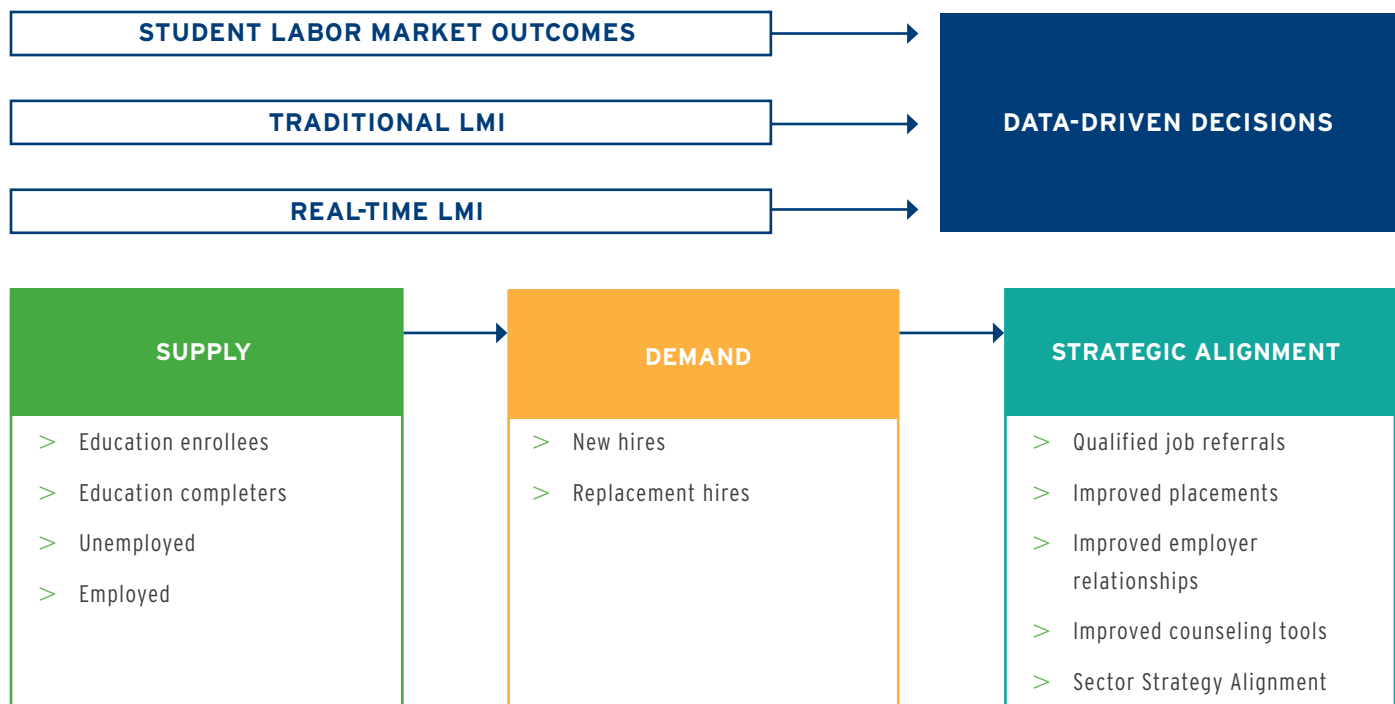 STUDENT LABOR MARKET OUTCOMES
TRADITIONAL LMI
REAL-TIME LMI
DATA-DRIVEN DECISIONS
SUPPLY
> Education enrollees
> Education completers
> Unemployed
> Employed
DEMAND
> New hires
> Replacement hires
STRATEGIC ALIGNMENT
> Qualified job referrals
> Improved placements
> Improved employer
relationships
> Improved counseling tools
> Sector Strategy Alignment